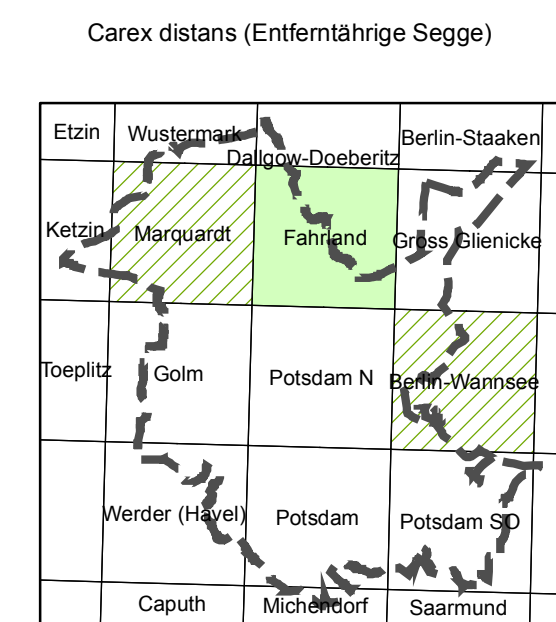 Carex distans (Entferntährige Segge)
Etzin
Wustermark
Dallgow-Doeberitz
Berlin-Staaken
Ketzin
Marquardt
Fahrland
Gross Glienicke
Toeplitz
Golm
Potsdam N
Berlin-Wannsee
Werder (Havel)
Potsdam
Potsdam SO
Caputh
Michendorf
Saarmund